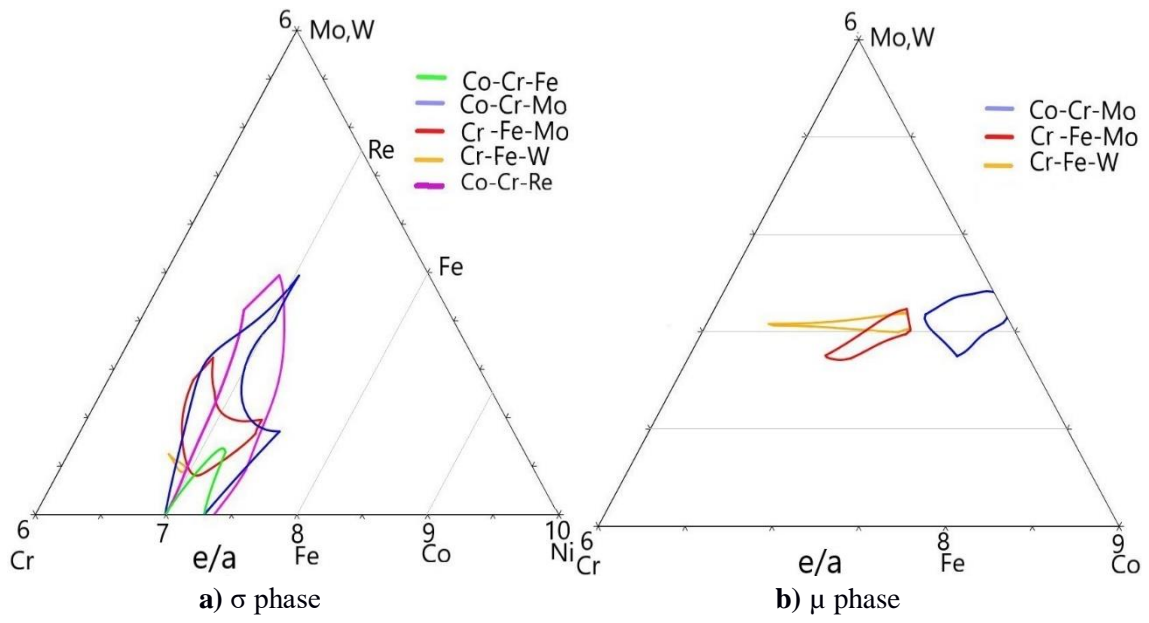 6
Mo,W
Co-Cr-Fe
Co-Cr-Mo
Cr -Fe-Mo
Cr-Fe-W
Co-Cr-Re
Re
Fe
6
7
8
9
10
Cr
e/a
Fe
Co
Ni
a) σ phase
6
Mo,W
Co-Cr-Mo
Cr -Fe-Mo
Cr-Fe-W
6
8
9
Cr
e/a
Fe
Co
b) μ phase